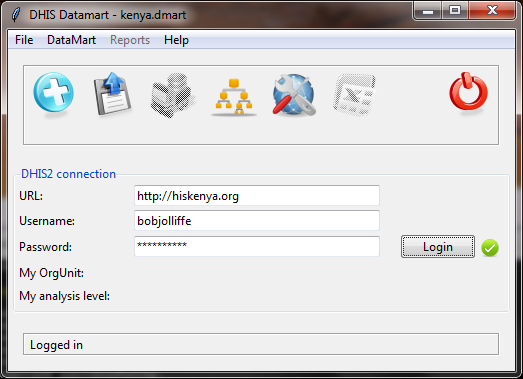 DHIS Datamart - kenya.dmart
File DataMart Reports Help
DHIS2 connection
URL: http://hiskenya.org
Username: bobjolliffe
Password: **********
Login
My OrgUnit:
My analysis level:
Logged in